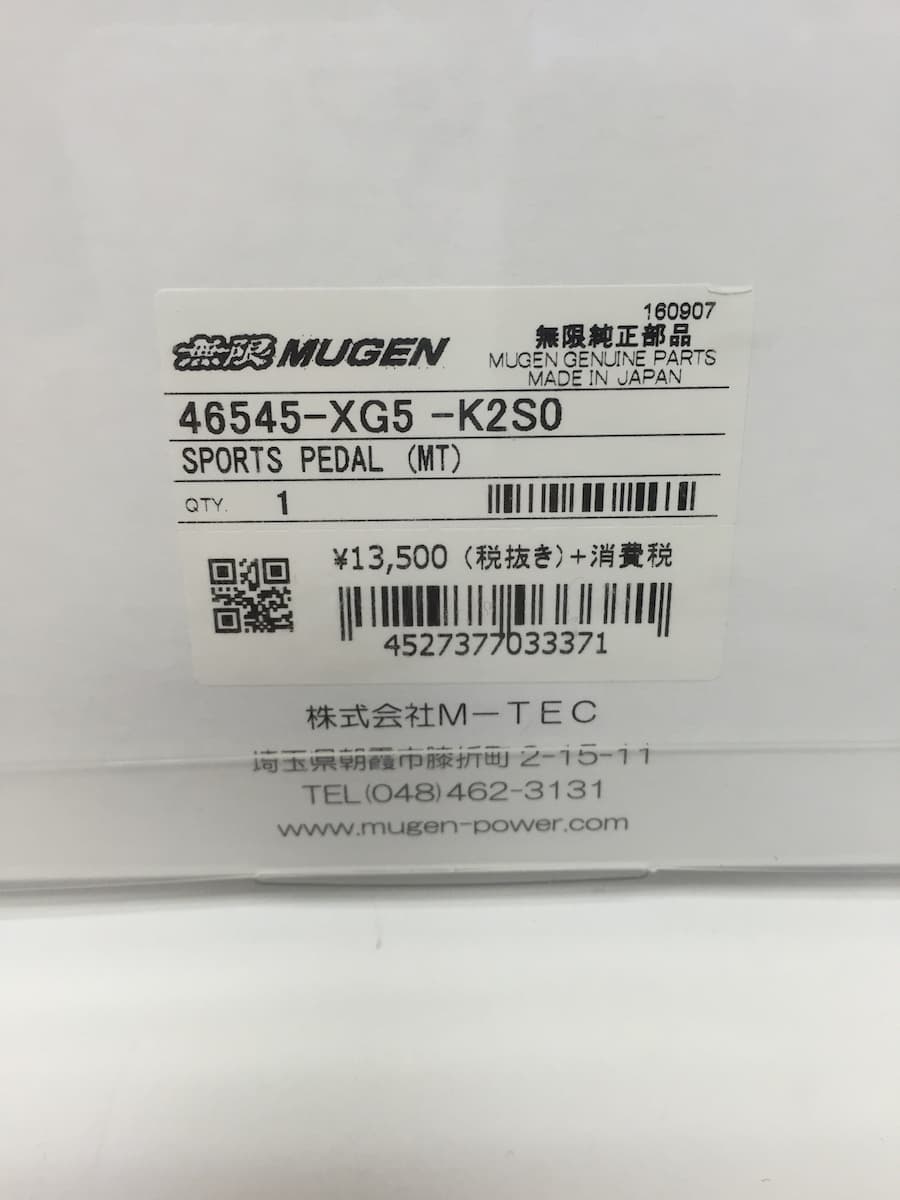 160907
無限 MUGEN
無限純正部品
MUGEN GENUINE PARTS
MADE IN JAPAN
46545-XG5 -K2S0
SPORTS PEDAL (MT)
QTY. 1
¥13,500 (税抜き)+消費税
4527377033371
株式会社M-TEC
埼玉県朝霞市膝折町 2-15-11
TEL(048)462-3131
www.mugen-power.com